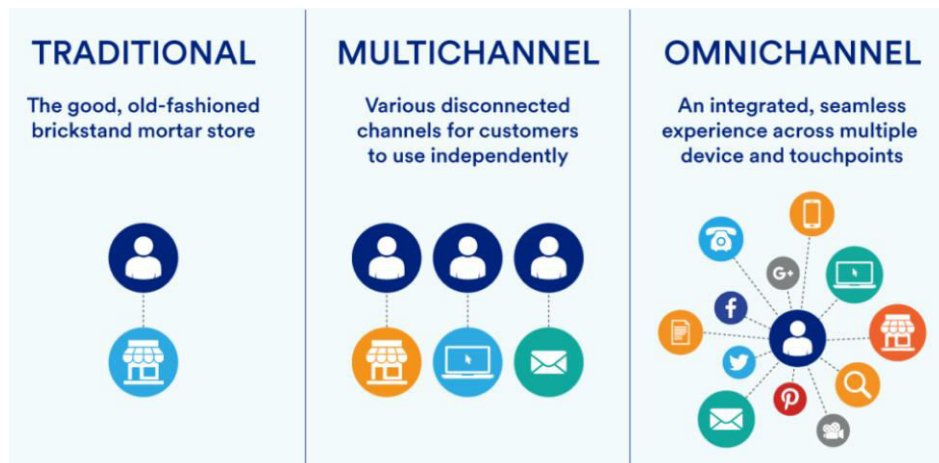 TRADITIONAL
The good, old-fashioned
brickstand mortar store
MULTICHANNEL
Various disconnected
channels for customers
to use independently
OMNICHANNEL
An integrated, seamless
experience across multiple
device and touchpoints
G+
f